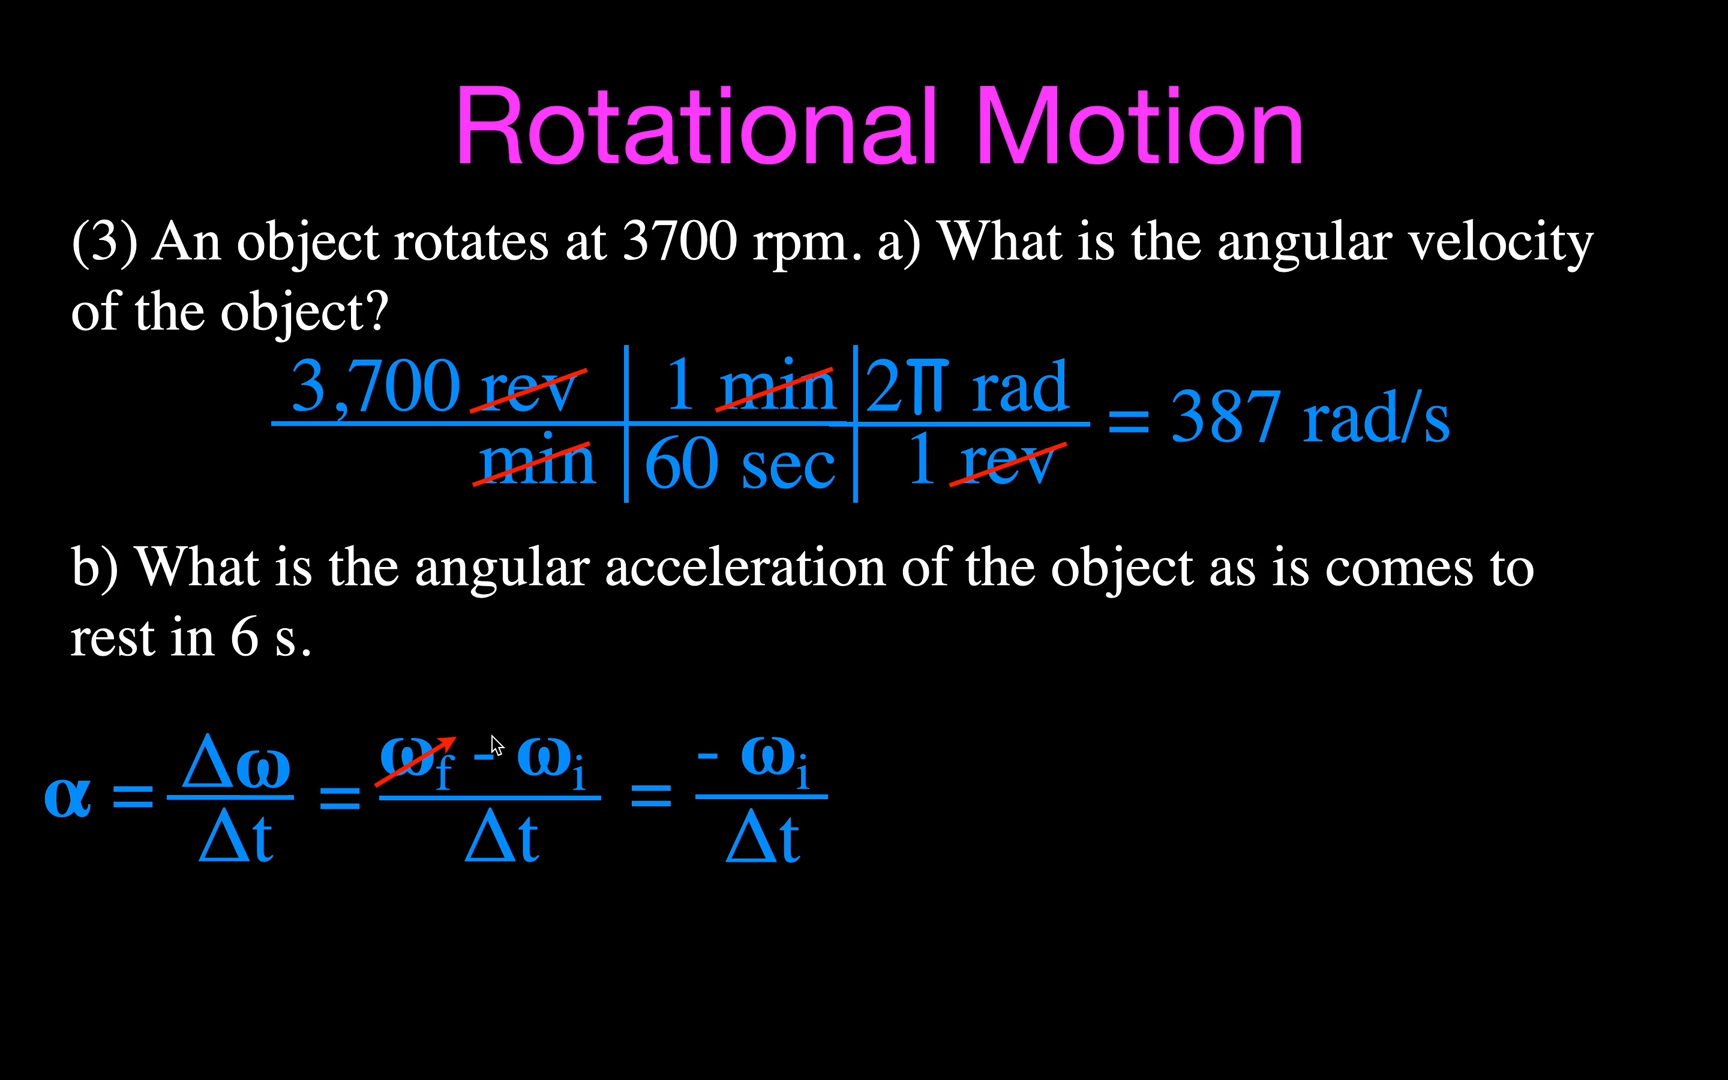 Rotational Motion
(3) An object rotates at 3700 rpm. a) What is the angular velocity
of the object?
3,700 rev | 1 min | 2π rad
= 387 rad/s
min | 60 sec | 1 rev
b) What is the angular acceleration of the object as is comes to
rest in 6 s.
α = Δω/Δt = ωf - ωi/Δt = - ωi/Δt